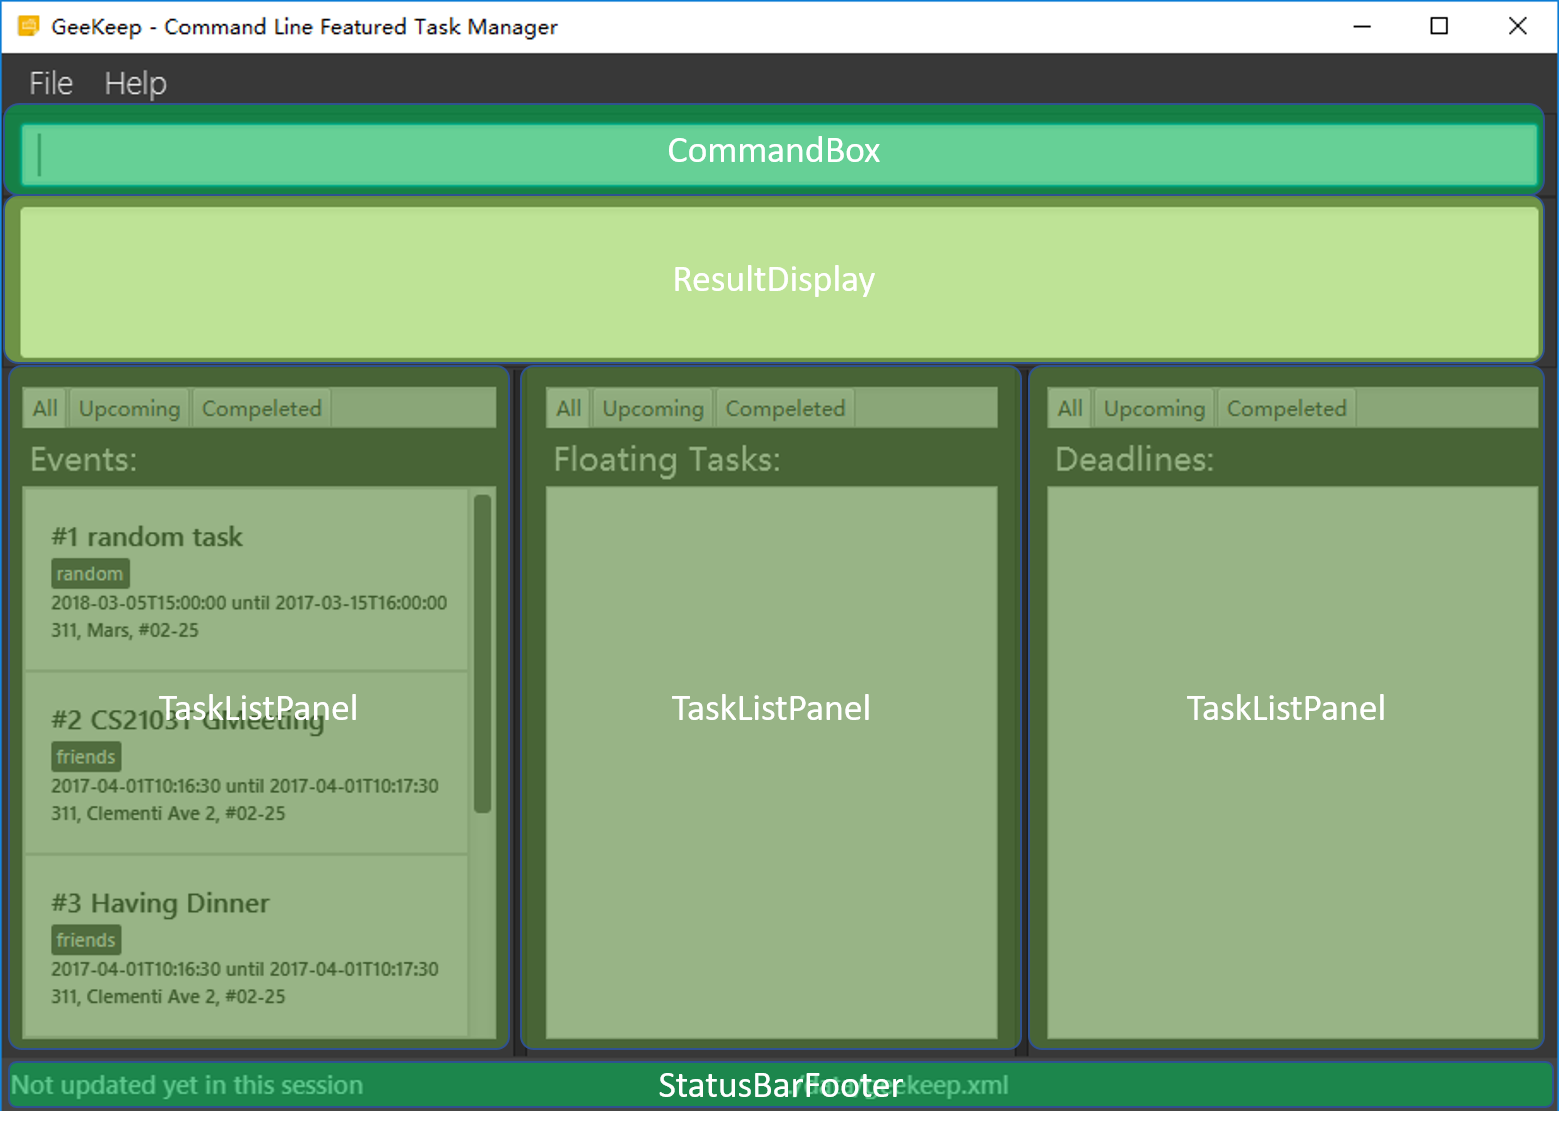 GeeKeep - Command Line Featured Task Manager
File Help
CommandBox
ResultDisplay
All Upcoming Compeleted
Events:
#1 random task
random
2018-03-05T15:00:00 until 2017-03-15T16:00:00
311, Mars, #02-25
#2 CS2103T GMeeting
friends
2017-04-01T10:16:30 until 2017-04-01T10:17:30
311, Clementi Ave 2, #02-25
#3 Having Dinner
friends
2017-04-01T10:16:30 until 2017-04-01T10:17:30
311, Clementi Ave 2, #02-25
TaskListPanel
All Upcoming Compeleted
Floating Tasks:
TaskListPanel
All Upcoming Compeleted
Deadlines:
TaskListPanel
Not updated yet in this session
StatusBarFooter
./data/geekeep.xml